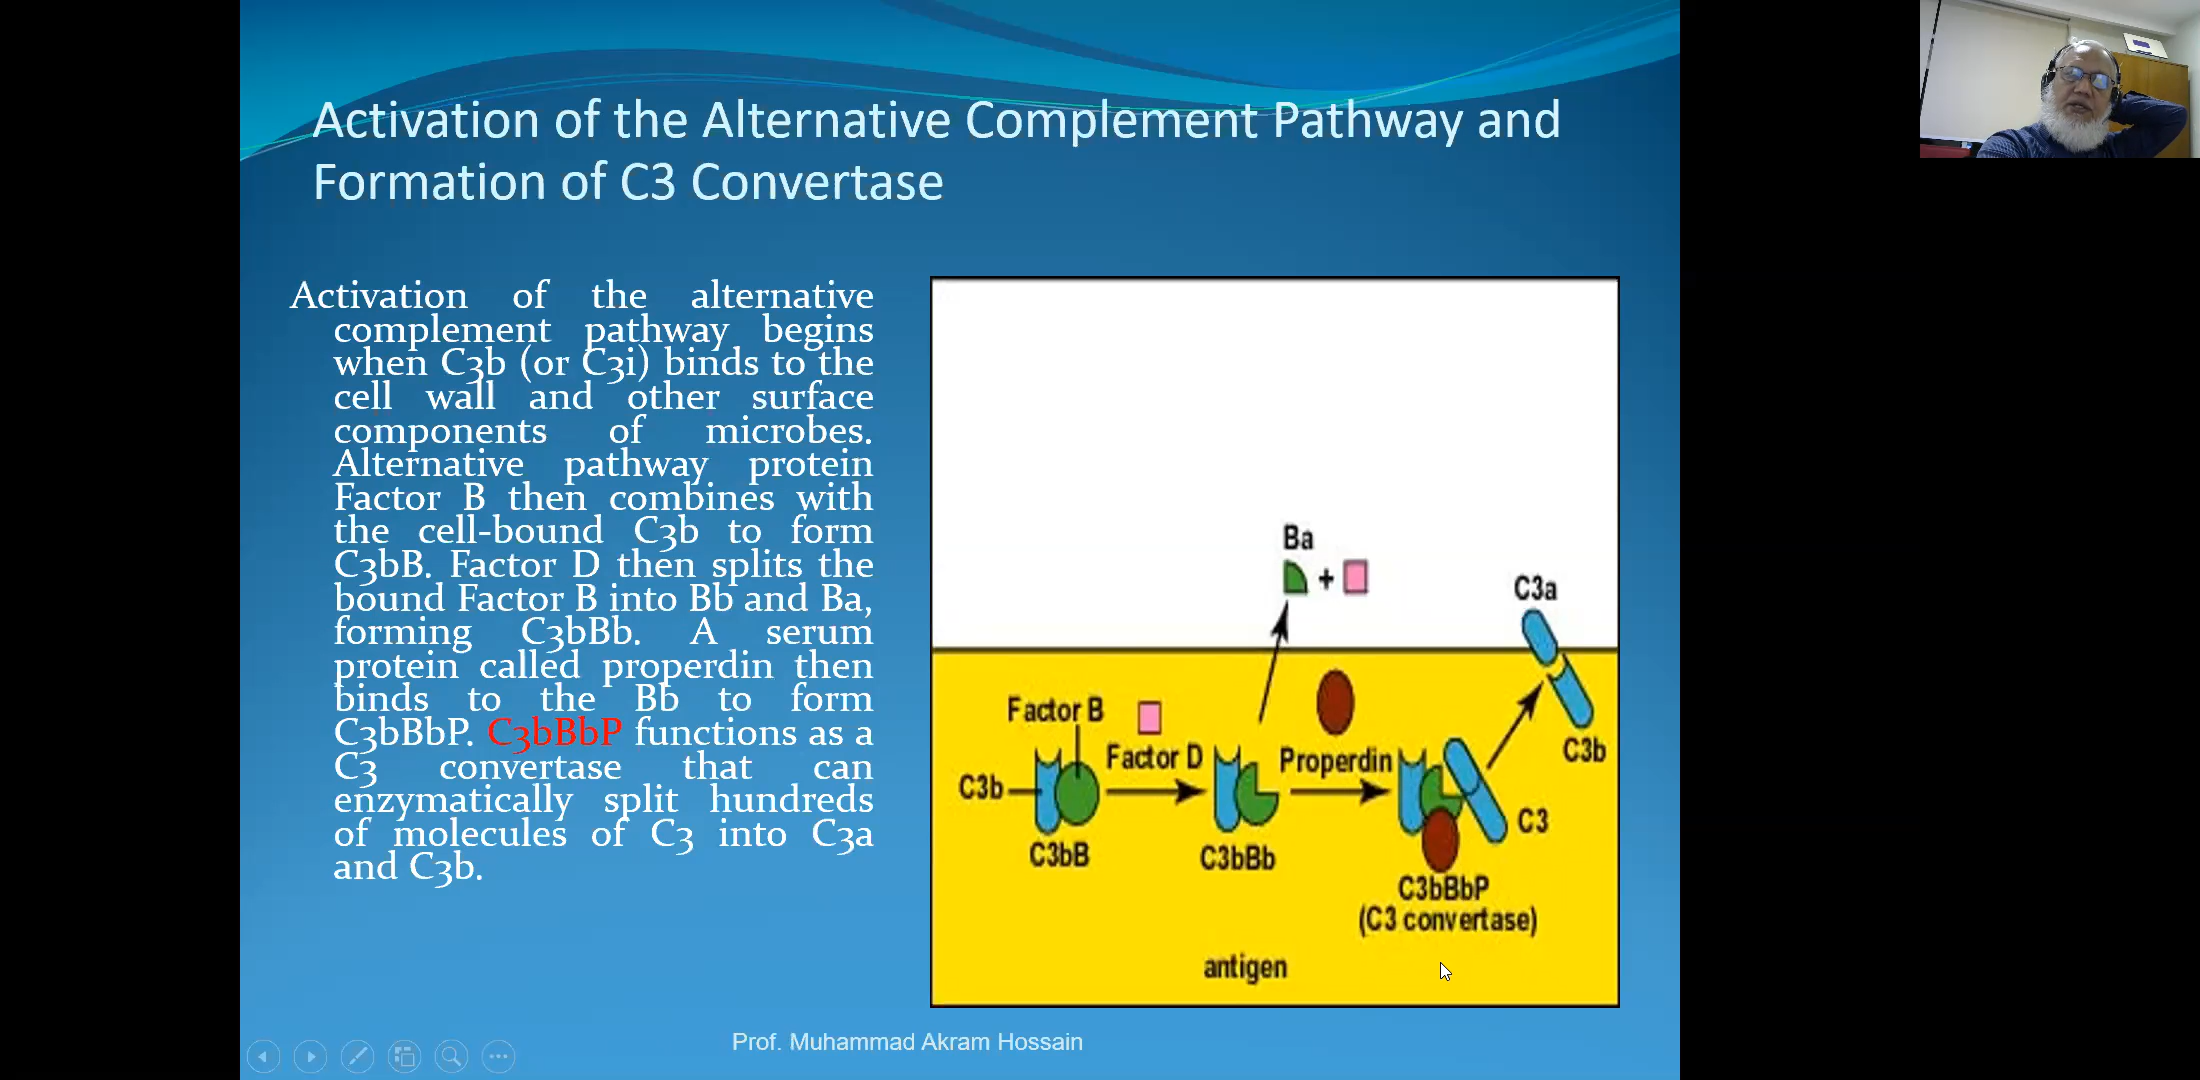 Activation of the Alternative Complement Pathway and
Formation of C3 Convertase
Activation of the alternative
complement pathway begins
when C3b (or C3i) binds to the
cell wall and other surface
components of microbes.
Alternative pathway protein
Factor B then combines with
the cell-bound C3b to form
C3bB. Factor D then splits the
bound Factor B into Bb and Ba,
forming C3bBb. A serum
protein called properdin then
binds to the Bb to form
C3bBbP. C3bBbP functions as a
C3 convertase that can
enzymatically split hundreds
of molecules of C3 into C3a
and C3b.
Ba
+
C3a
Factor B
Factor D
Properdin
C3b
C3b
C3
C3bB
C3bBb
C3bBbP
(C3 convertase)
antigen
Prof. Muhammad Akram Hossain